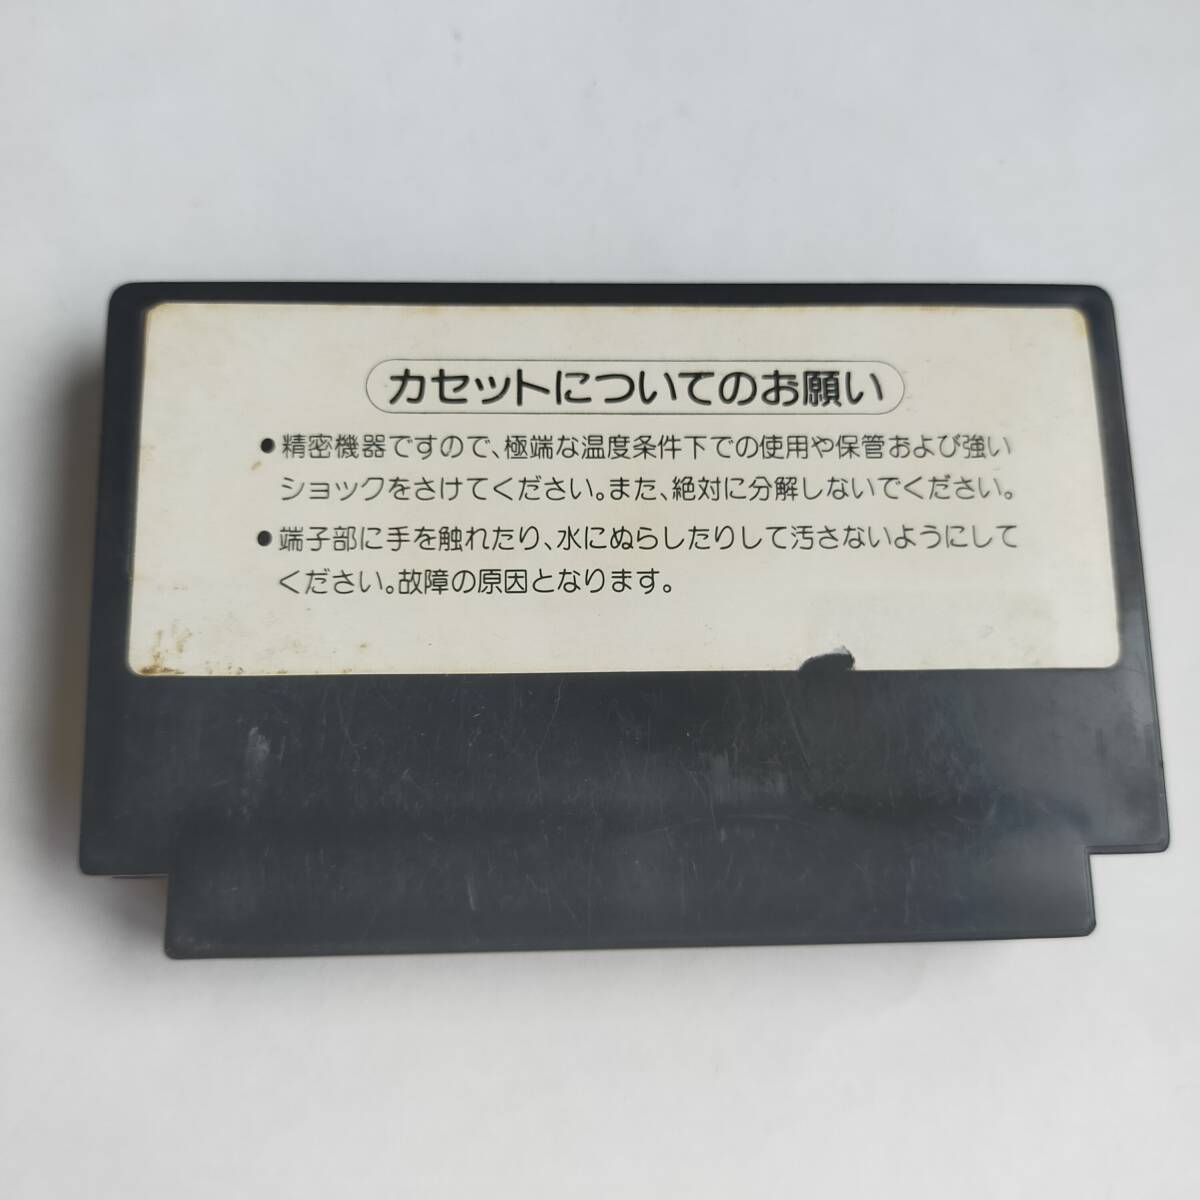 カセットについてのお願い
●精密機器ですので、極端な温度条件下での使用や保管および強い
ショックをさけてください。また、絶対に分解しないでください。
●端子部に手を触れたり、水にぬらしたりして汚さないようにして
ください。故障の原因となります。